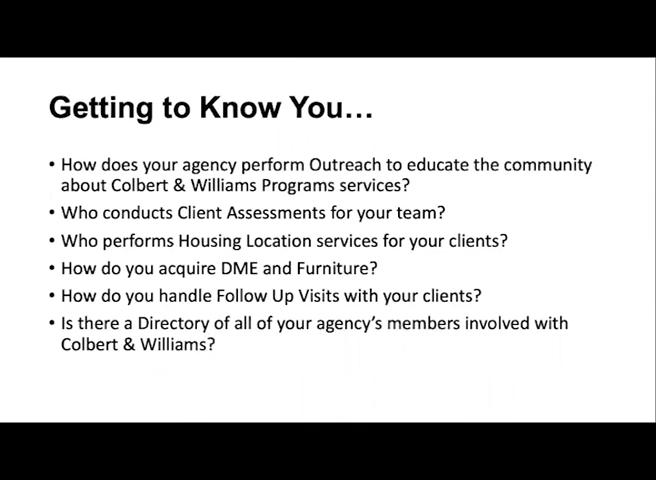 Getting to Know You…
• How does your agency perform Outreach to educate the community
about Colbert & Williams Programs services?
• Who conducts Client Assessments for your team?
• Who performs Housing Location services for your clients?
• How do you acquire DME and Furniture?
• How do you handle Follow Up Visits with your clients?
• Is there a Directory of all of your agency’s members involved with
Colbert & Williams?